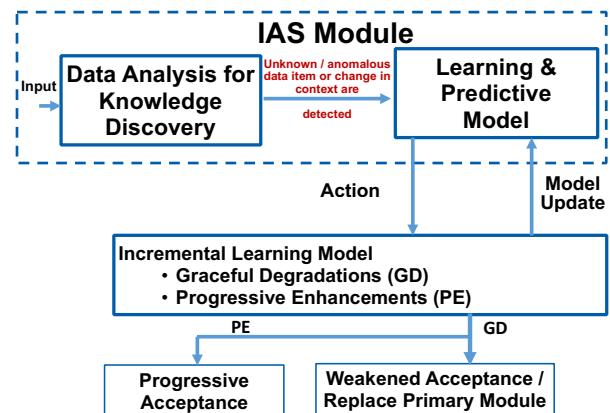 IAS Module
Input
Data Analysis for
Knowledge
Discovery
Unknown / anomalous
data item or change in
context are
detected
Learning &
Predictive
Model
Action
Model
Update
Incremental Learning Model
• Graceful Degradations (GD)
• Progressive Enhancements (PE)
PE
GD
Progressive
Acceptance
Weakened Acceptance /
Replace Primary Module